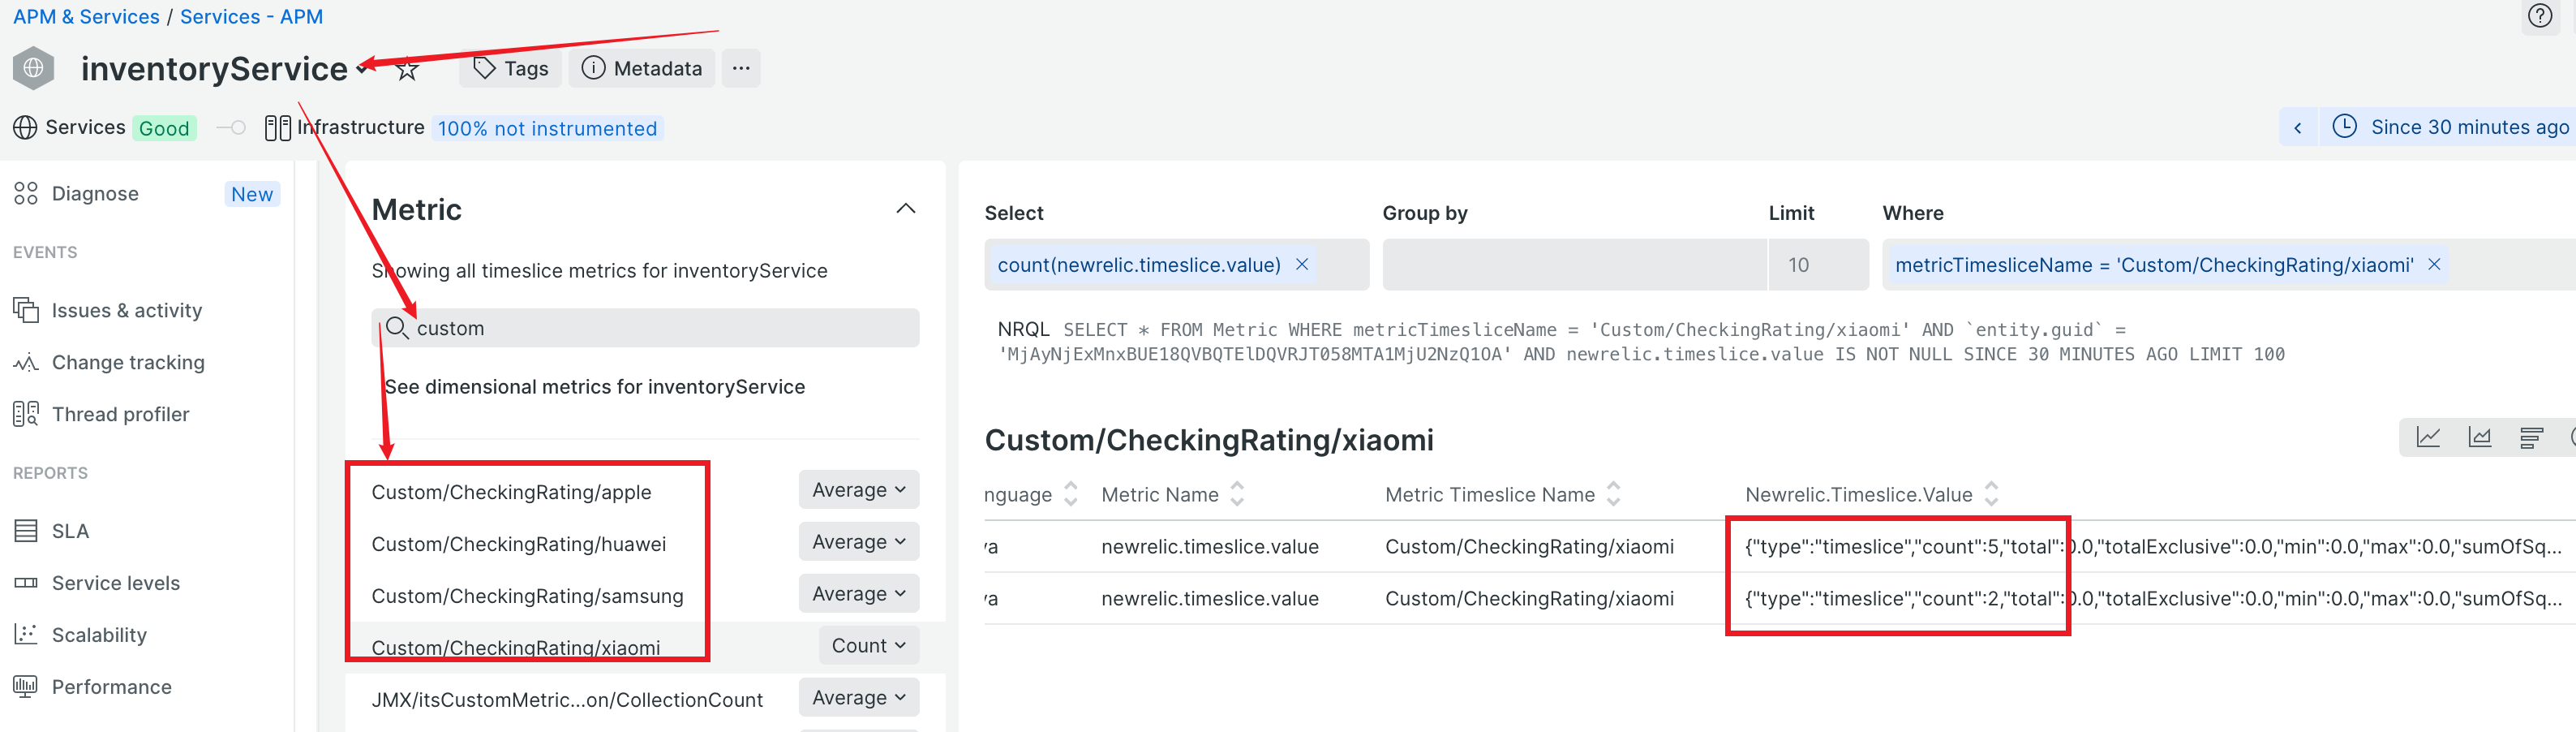 APM & Services / Services - APM
inventoryService
Tags
Metadata
...
Services Good
Infrastructure 100% not instrumented
Since 30 minutes ago
Diagnose New
EVENTS
Issues & activity
Change tracking
Thread profiler
REPORTS
SLA
Service levels
Scalability
Performance
Metric
Showing all timeslice metrics for inventoryService
custom
See dimensional metrics for inventoryService
Custom/CheckingRating/apple Average
Custom/CheckingRating/huawei Average
Custom/CheckingRating/samsung Average
Custom/CheckingRating/xiaomi Count
JMX/itsCustomMetric...on/CollectionCount Average
Select Group by Limit Where
count(newrelic.timeslice.value) × 10 metricTimesliceName = 'Custom/CheckingRating/xiaomi' ×
NRQL SELECT * FROM Metric WHERE metricTimesliceName = 'Custom/CheckingRating/xiaomi' AND `entity.guid` =
'MjAyNjExMnxBUE18QVBQTElDQVRJT058MTA1MjU2NzQ1OA' AND newrelic.timeslice.value IS NOT NULL SINCE 30 MINUTES AGO LIMIT 100
Custom/CheckingRating/xiaomi
nguage Metric Name Metric Timeslice Name Newrelic.Timeslice.Value
va newrelic.timeslice.value Custom/CheckingRating/xiaomi {"type":"timeslice","count":5,"total":0.0,"totalExclusive":0.0,"min":0.0,"max":0.0,"sumOfSq...
va newrelic.timeslice.value Custom/CheckingRating/xiaomi {"type":"timeslice","count":2,"total":0.0,"totalExclusive":0.0,"min":0.0,"max":0.0,"sumOfSq...